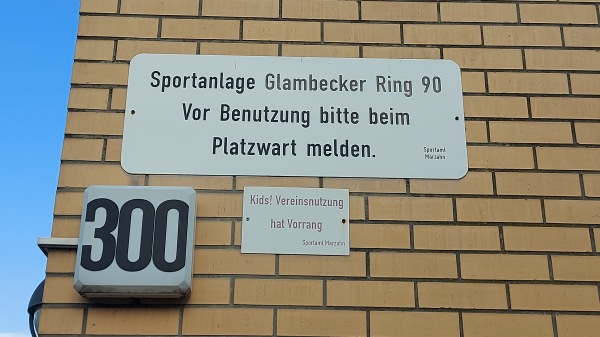 Sportanlage Glambecker Ring 90
Vor Benutzung bitte beim
Platzwart melden.
Sportamt
Marzahn
Kids! Vereinsnutzung
hat Vorrang
Sportamt Marzahn
300